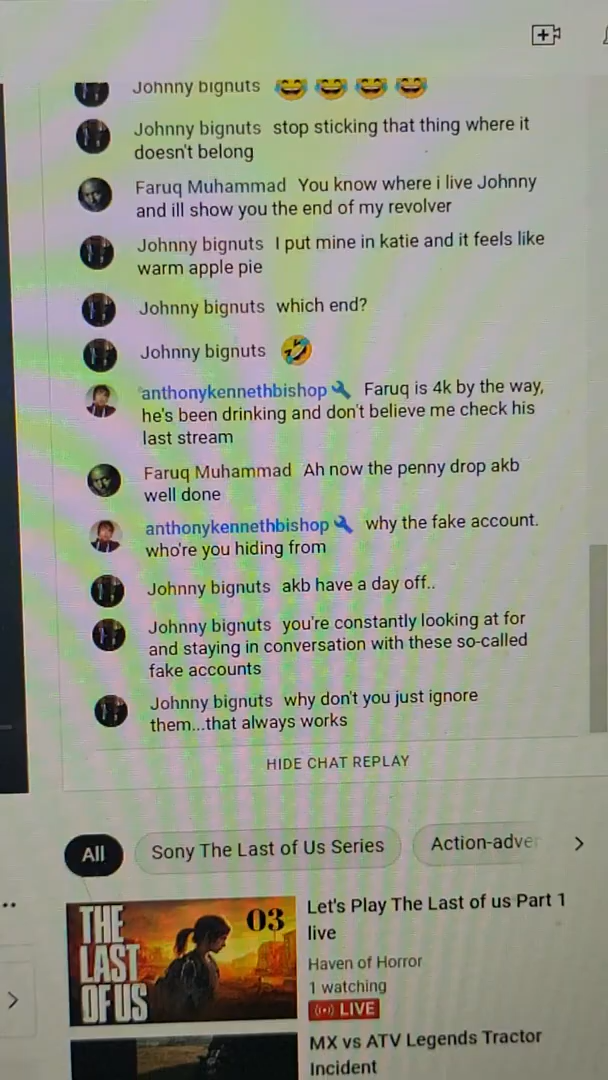 Johnny bignuts 😂😂😂😂
Johnny bignuts stop sticking that thing where it
doesn't belong
Faruq Muhammad You know where i live Johnny
and ill show you the end of my revolver
Johnny bignuts I put mine in katie and it feels like
warm apple pie
Johnny bignuts which end?
Johnny bignuts 🤣
anthonykennethbishop🔧 Faruq is 4k by the way,
he's been drinking and don't believe me check his
last stream
Faruq Muhammad Ah now the penny drop akb
well done
anthonykennethbishop🔧 why the fake account.
who're you hiding from
Johnny bignuts akb have a day off..
Johnny bignuts you're constantly looking at for
and staying in conversation with these so-called
fake accounts
Johnny bignuts why don't you just ignore
them...that always works
HIDE CHAT REPLAY
All
Sony The Last of Us Series
Action-adve
THE
LAST
OF US
03
Let's Play The Last of us Part 1
live
Haven of Horror
1 watching
LIVE
MX vs ATV Legends Tractor
Incident